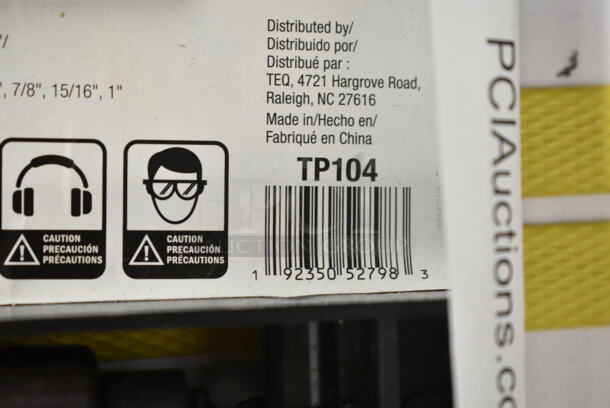 "/
", 7/8", 15/16", 1"
Distributed by/
Distribuido por/
Distribué par :
TEQ, 4721 Hargrove Road,
Raleigh, NC 27616
Made in/Hecho en/
Fabriqué en China
TP104
CAUTION
PRECAUCIÓN
PRÉCAUTIONS
CAUTION
PRECAUCIÓN
PRÉCAUTIONS
1 92350 52798 3
PCIAuctions.co
AUCTION GROUP